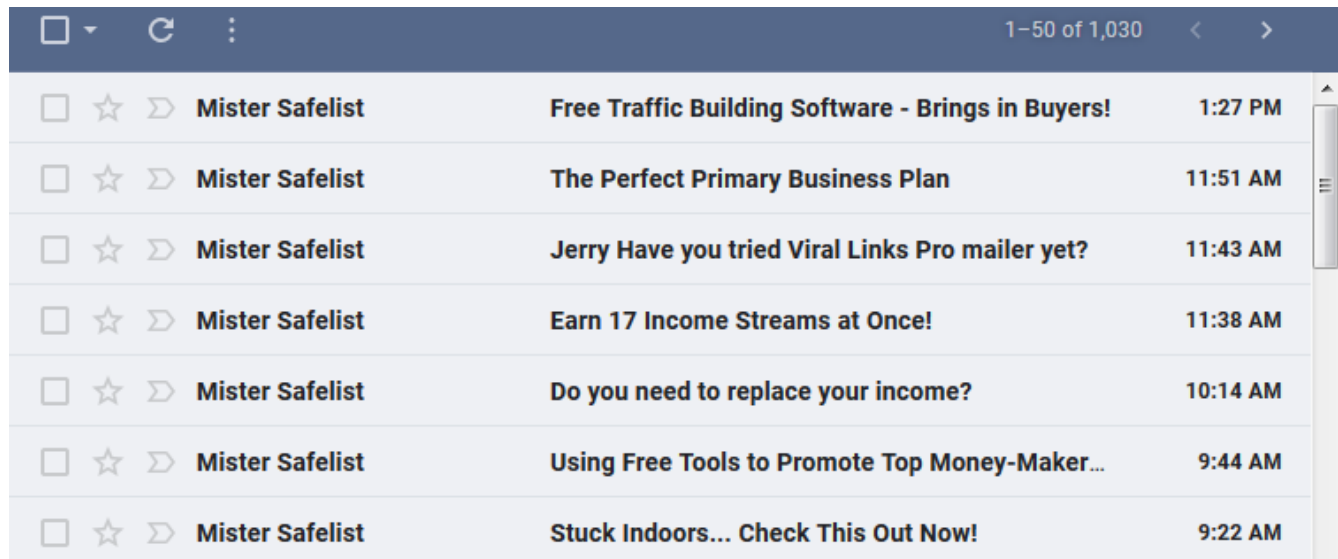 1–50 of 1,030
Mister Safelist Free Traffic Building Software - Brings in Buyers! 1:27 PM
Mister Safelist The Perfect Primary Business Plan 11:51 AM
Mister Safelist Jerry Have you tried Viral Links Pro mailer yet? 11:43 AM
Mister Safelist Earn 17 Income Streams at Once! 11:38 AM
Mister Safelist Do you need to replace your income? 10:14 AM
Mister Safelist Using Free Tools to Promote Top Money-Maker... 9:44 AM
Mister Safelist Stuck Indoors... Check This Out Now! 9:22 AM